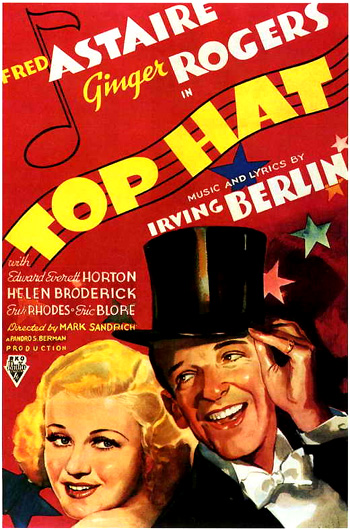 FRED ASTAIRE
Ginger ROGERS
IN
TOP HAT
MUSIC AND LYRICS BY
IRVING BERLIN
with
Edward Everett HORTON
HELEN BRODERICK
Erik RHODES • Eric BLORE
Directed by MARK SANDRICH
A PANDRO S. BERMAN
PRODUCTION
RKO
Radio